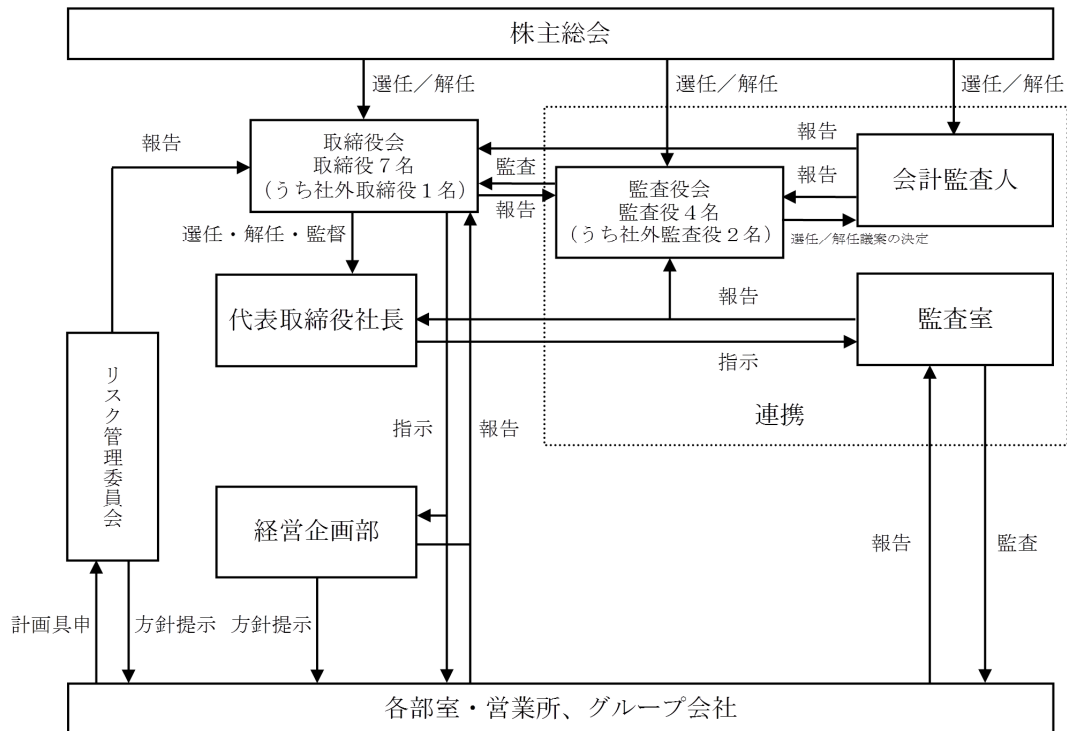 株主総会
選任／解任
選任／解任
選任／解任
報告
取締役会
取締役７名
（うち社外取締役１名）
報告
監査
報告
監査役会
監査役４名
（うち社外監査役２名）
報告
会計監査人
選任／解任議案の決定
選任・解任・監督
代表取締役社長
報告
指示
監査室
連携
リスク管理委員会
指示
報告
経営企画部
報告
監査
計画具申
方針提示
方針提示
各部室・営業所、グループ会社